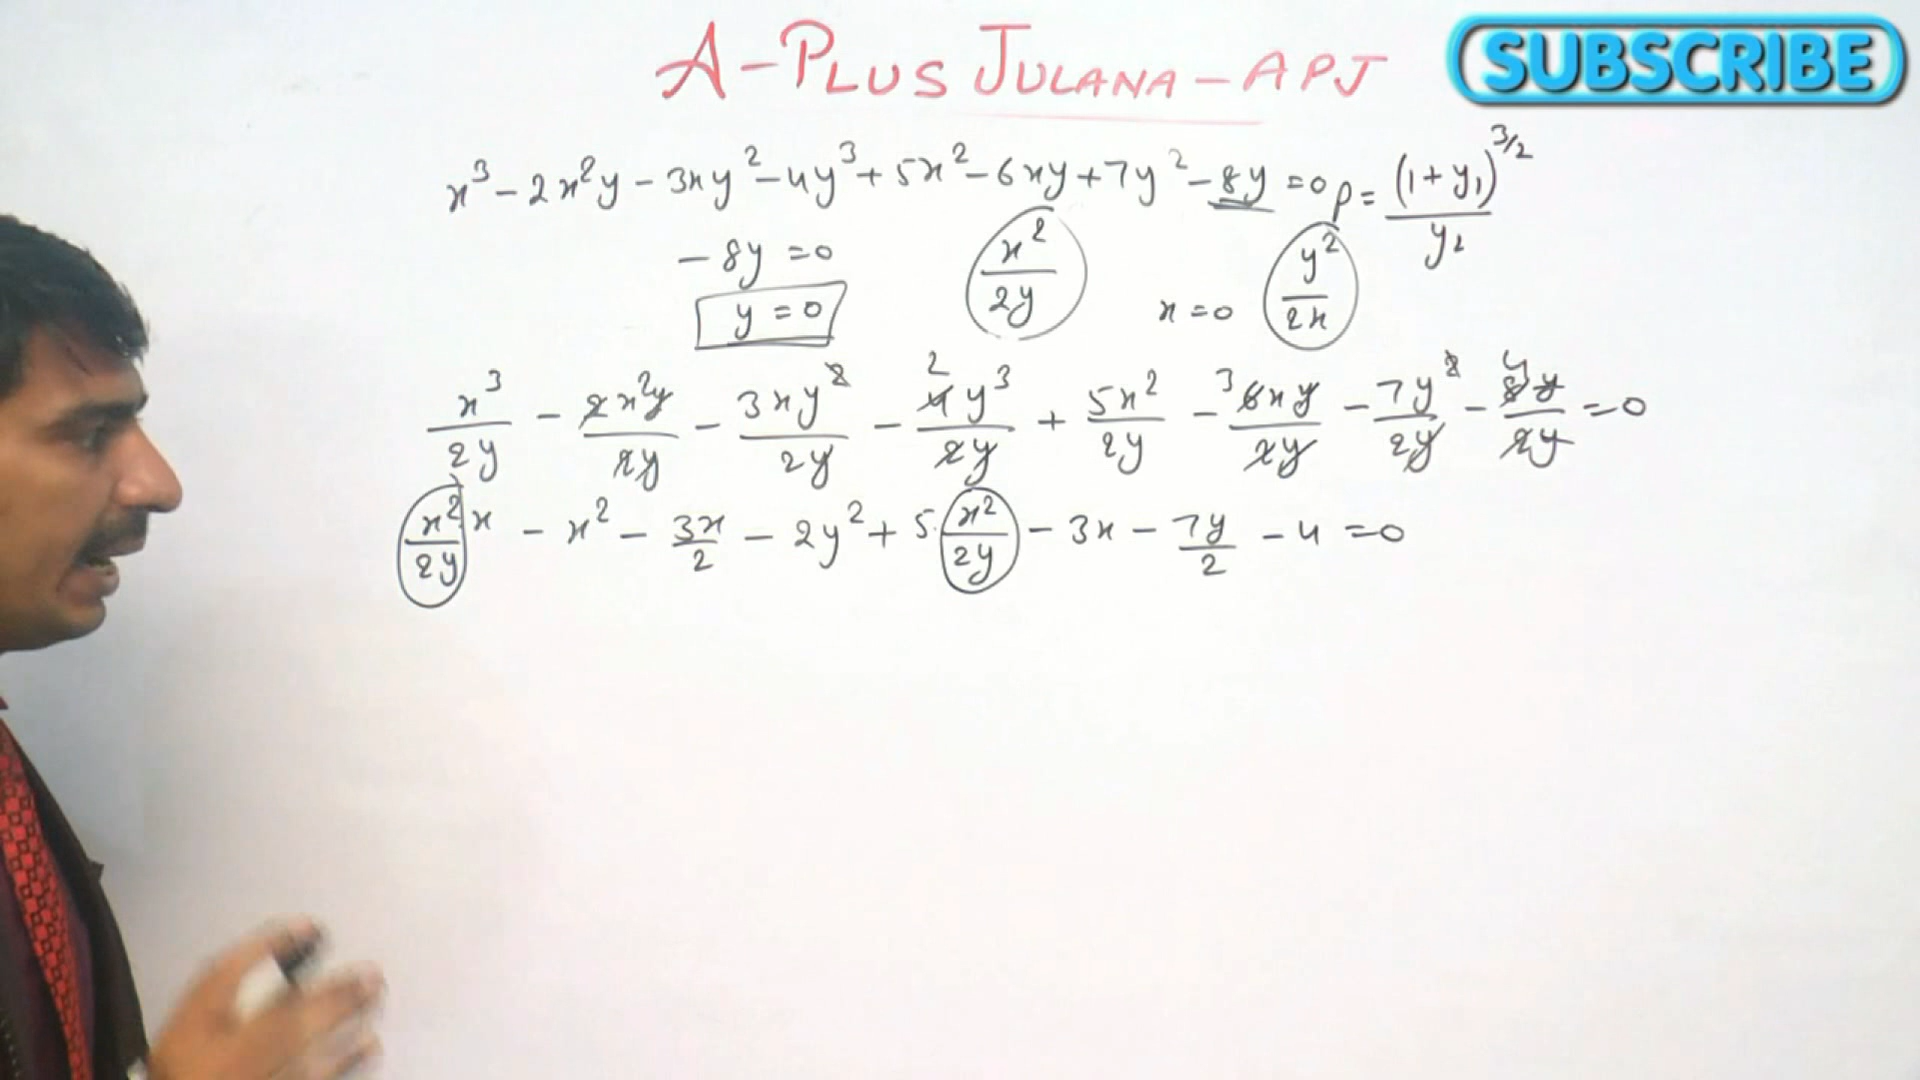 A-PLUS JULANA-APJ
SUBSCRIBE
x³ - 2x²y - 3xy² - 4y³ + 5x² - 6xy + 7y² - 8y = 0
ρ = (1+y₁)^3/2 / y₂
-8y = 0
y = 0
x²/2y
x = 0
y²/2x
x³/2y - 2x²y/2y - 3xy²/2y - 4y³/2y + 5x²/2y - 6xy/2y - 7y²/2y - 8y/2y = 0
x²/2y x - x² - 3x/2 - 2y² + 5. x²/2y - 3x - 7y/2 - 4 = 0